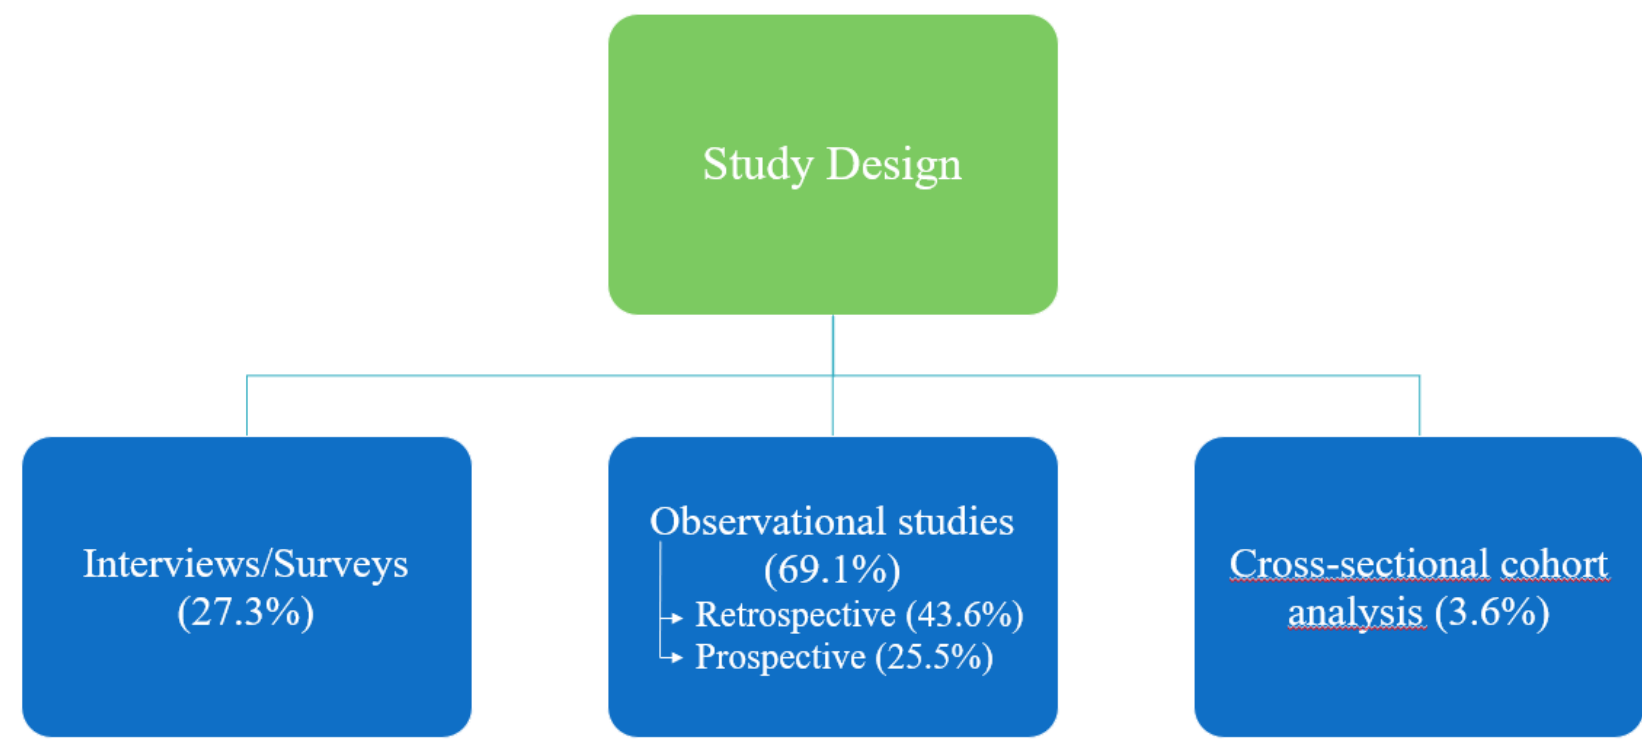 Study Design
Interviews/Surveys
(27.3%)
Observational studies
(69.1%)
Retrospective (43.6%)
Prospective (25.5%)
Cross-sectional cohort
analysis (3.6%)